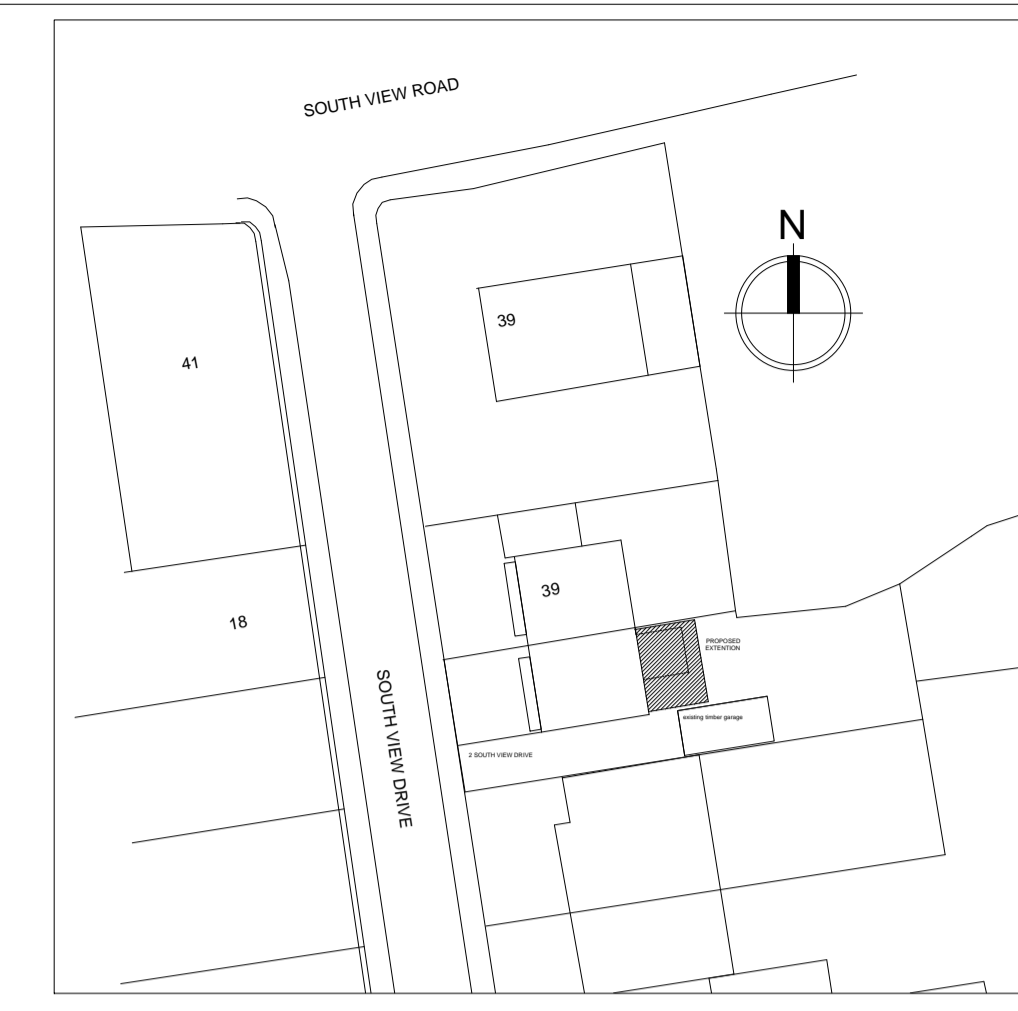 SOUTH VIEW ROAD
N
39
41
39
18
PROPOSED
EXTENTION
SOUTH VIEW DRIVE
existing timber garage
2 SOUTH VIEW DRIVE